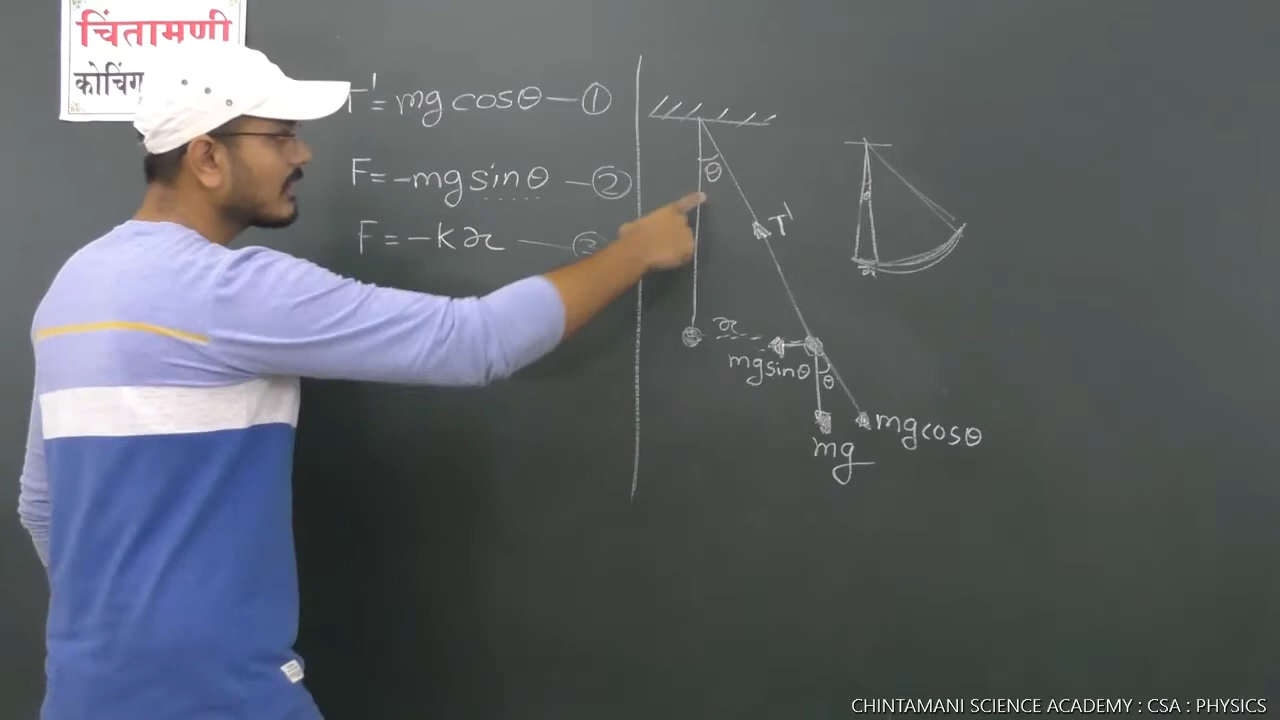 चिंतामणी
कोचिंग
T' = mg cosθ — ①
F = -mg sinθ — ②
F = -kx — ③
θ
T'
x
mg sinθ
θ
mg cosθ
mg
CHINTAMANI SCIENCE ACADEMY : CSA : PHYSICS